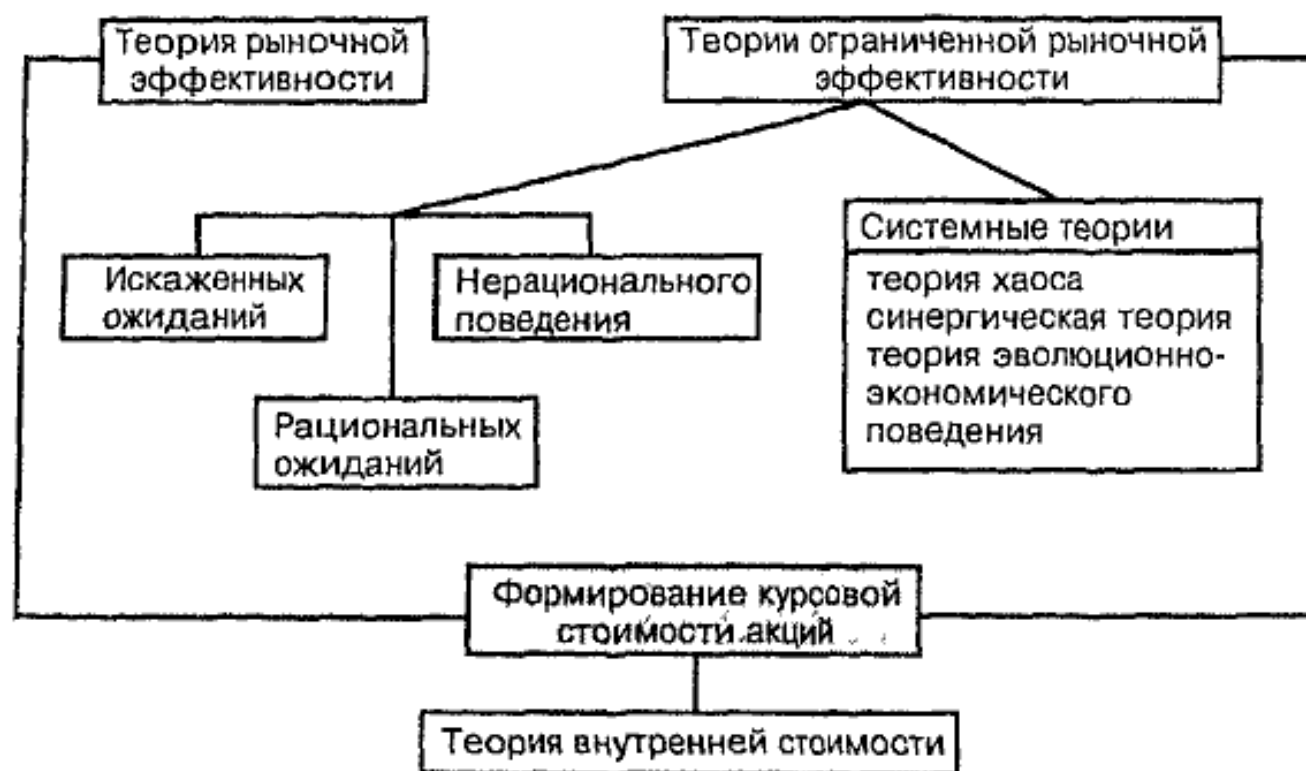 Теория рыночной
эффективности
Теории ограниченной рыночной
эффективности
Искаженных
ожиданий
Нерационального
поведения
Рациональных
ожиданий
Системные теории
теория хаоса
синергическая теория
теория эволюционно-
экономического
поведения
Формирование курсовой
стоимости акций
Теория внутренней стоимости